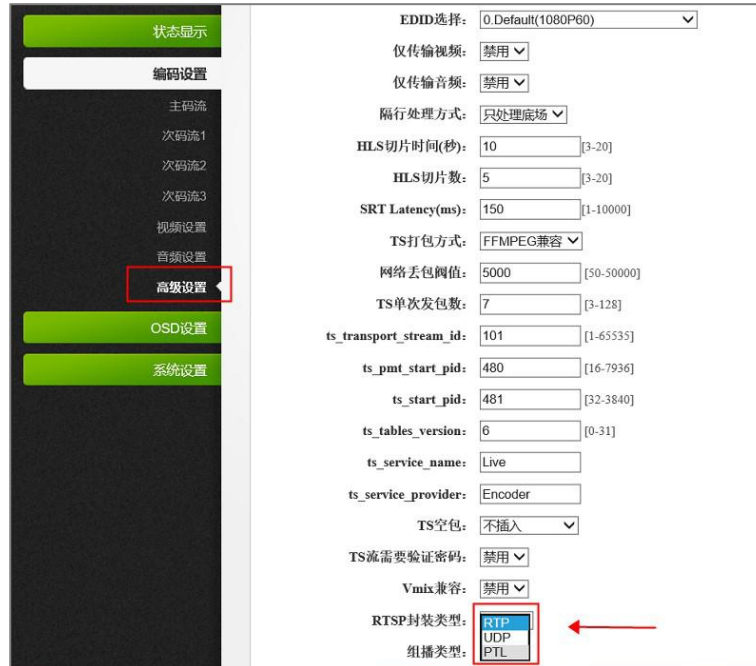 状态显示
编码设置
主码流
次码流1
次码流2
次码流3
视频设置
音频设置
高级设置
OSD设置
系统设置
EDID选择: 0.Default(1080P60)
仅传输视频: 禁用
仅传输音频: 禁用
隔行处理方式: 只处理底场
HLS切片时间(秒): 10 [3-20]
HLS切片数: 5 [3-20]
SRT Latency(ms): 150 [1-10000]
TS打包方式: FFMPEG兼容
网络丢包阀值: 5000 [50-50000]
TS单次发包数: 7 [3-128]
ts_transport_stream_id: 101 [1-65535]
ts_pmt_start_pid: 480 [16-7936]
ts_start_pid: 481 [32-3840]
ts_tables_version: 6 [0-31]
ts_service_name: Live
ts_service_provider: Encoder
TS空包: 不插入
TS流需要验证密码: 禁用
Vmix兼容: 禁用
RTSP封装类型: RTP
UDP
组播类型: PTL